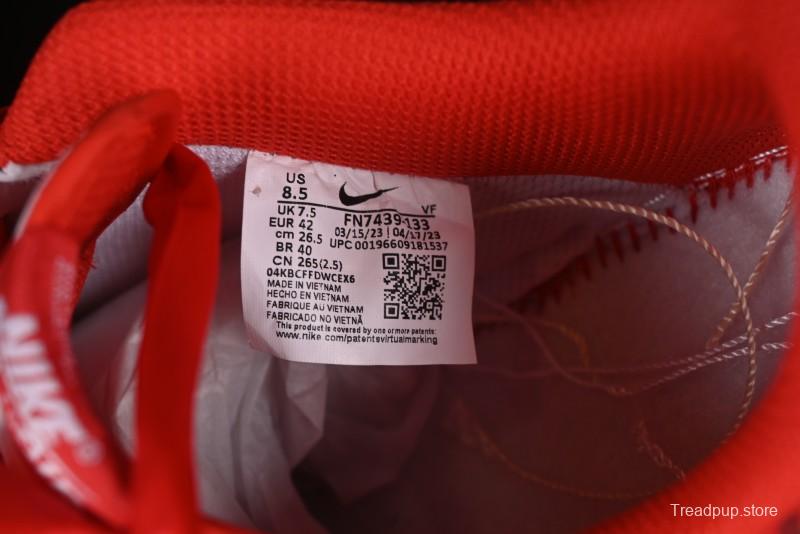 US
8.5
UK 7.5
EUR 42
cm 26.5
BR 40
CN 265(2.5)
VF
FN7439-133
03/15/23 | 04/17/23
UPC 00196609181537
04KBCFFDWCEX6
MADE IN VIETNAM
HECHO EN VIETNAM
FABRIQUE AU VIETNAM
FABRICADO NO VIETNÃ
This product is covered by one or more patents:
www.nike.com/patentsvirtualmarking
NIKE
Treadpup.store